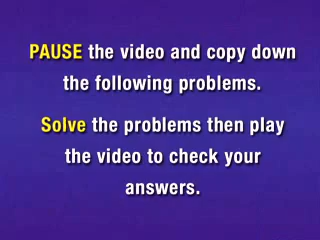 PAUSE the video and copy down
the following problems.
Solve the problems then play
the video to check your
answers.